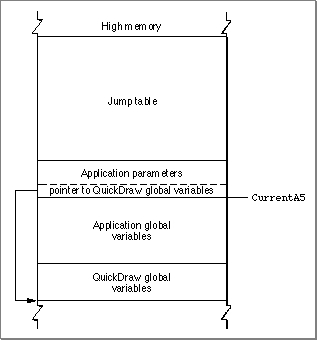 High memory
Jump table
Application parameters
pointer to QuickDraw global variables
CurrentA5
Application global
variables
QuickDraw global
variables